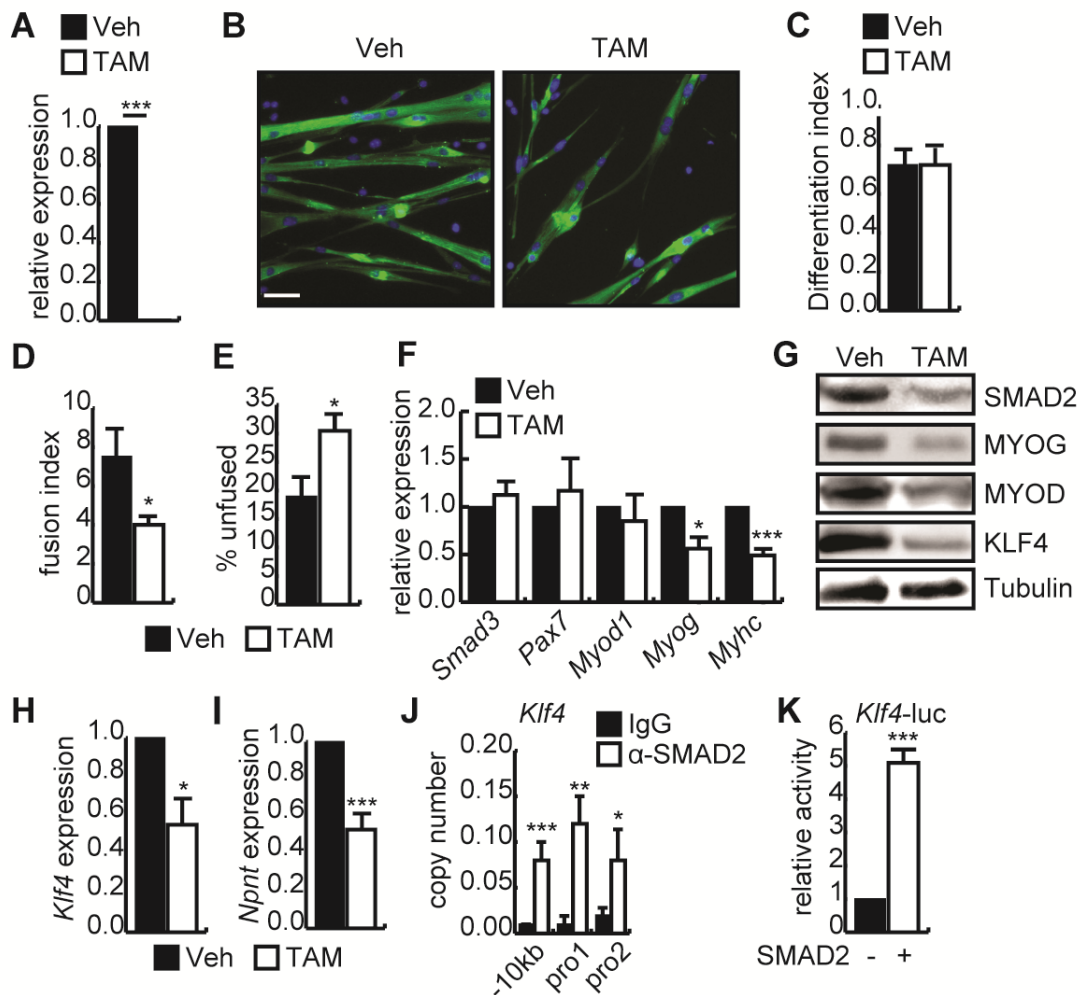 A
Veh
TAM
***
relative expression
1.0
0.8
0.6
0.4
0.2
0.0
B
Veh
TAM
C
Veh
TAM
Differentiation index
1.0
0.8
0.6
0.4
0.2
0.0
D
fusion index
10
8
6
4
2
0
*
E
% unfused
35
30
25
20
15
10
5
0
*
Veh
TAM
F
Veh
TAM
relative expression
2.0
1.5
1.0
0.5
0.0
*
***
Smad3
Pax7
Myod1
Myog
Myhc
G
Veh TAM
SMAD2
MYOG
MYOD
KLF4
Tubulin
H
Klf4 expression
1.0
0.8
0.6
0.4
0.2
0.0
*
I
Npnt expression
1.0
0.8
0.6
0.4
0.2
0.0
***
Veh
TAM
J
Klf4
IgG
α-SMAD2
copy number
0.20
0.15
0.10
0.05
0.00
***
**
*
-10kb
pro1
pro2
K
Klf4-luc
relative activity
6
5
4
3
2
1
0
***
SMAD2 - +